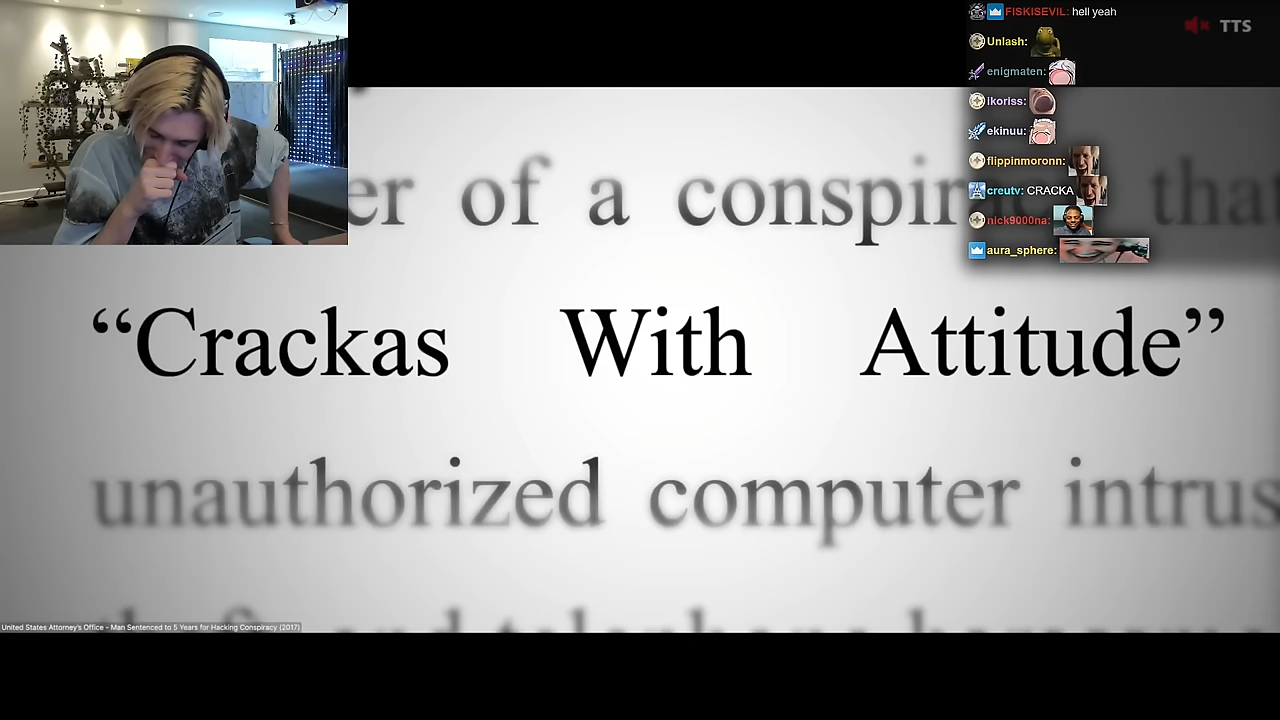 FISKISEVIL: hell yeah
TTS
Unlash:
enigmaten:
ikoriss:
ekinuu:
flippinmoronn:
creutv: CRACKA
nick9000na:
aura_sphere:
er of a conspir that
“Crackas With Attitude”
unauthorized computer intrus
United States Attorney's Office - Man Sentenced to 5 Years for Hacking Conspiracy (2017)